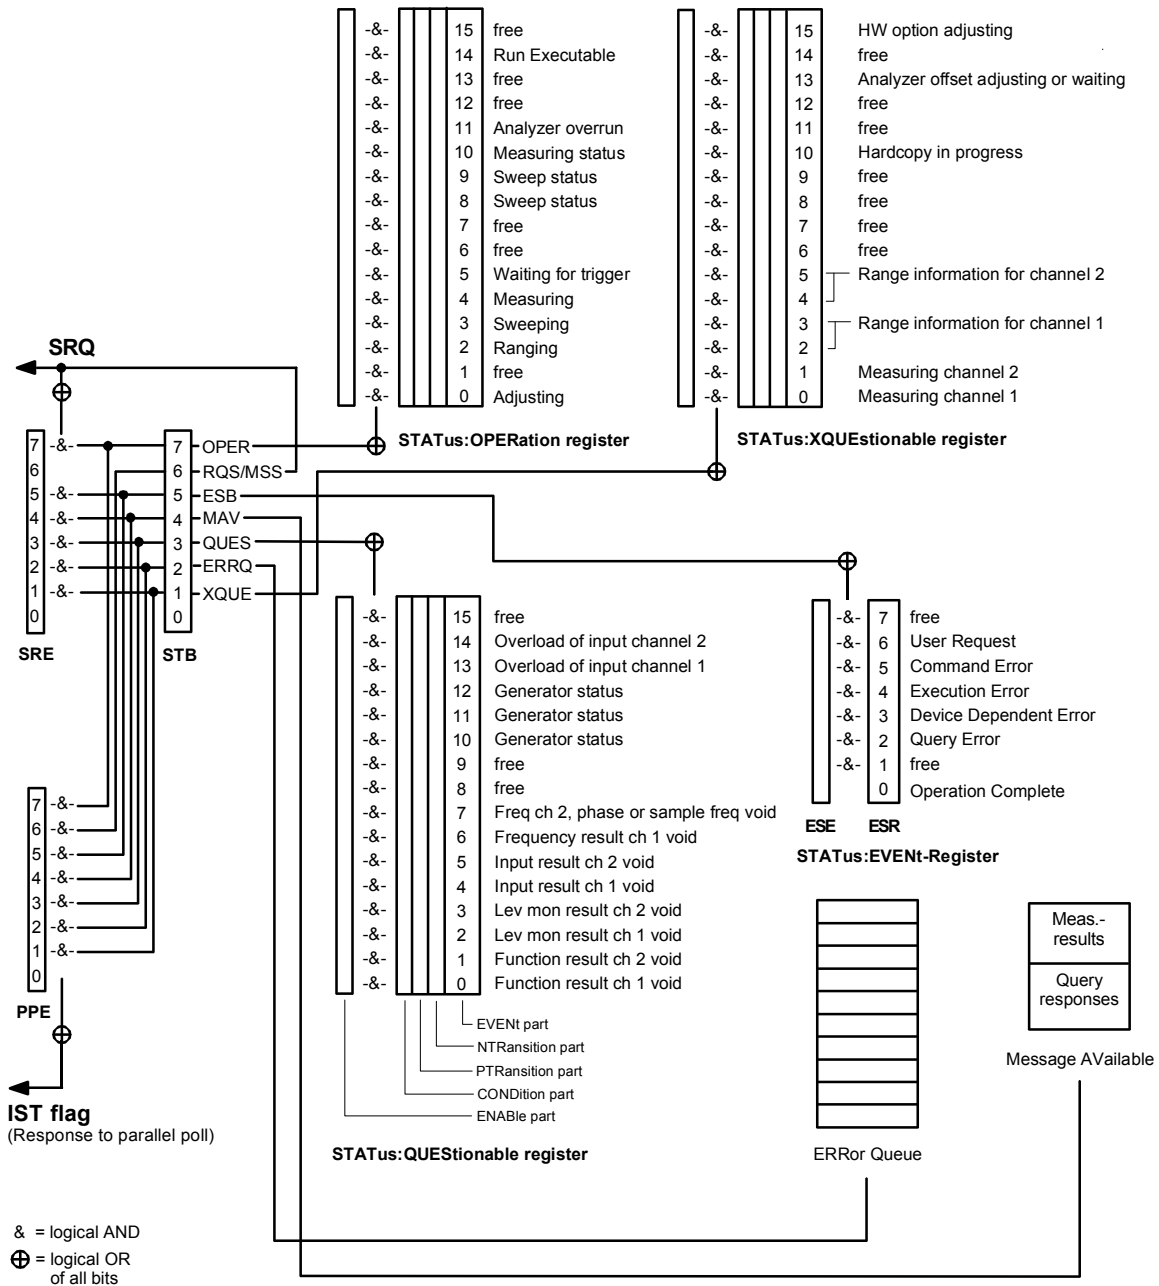 -&- 15 free
-&- 14 Run Executable
-&- 13 free
-&- 12 free
-&- 11 Analyzer overrun
-&- 10 Measuring status
-&- 9 Sweep status
-&- 8 Sweep status
-&- 7 free
-&- 6 free
-&- 5 Waiting for trigger
-&- 4 Measuring
-&- 3 Sweeping
-&- 2 Ranging
-&- 1 free
-&- 0 Adjusting
STATus:OPERation register
-&- 15 HW option adjusting
-&- 14 free
-&- 13 Analyzer offset adjusting or waiting
-&- 12 free
-&- 11 free
-&- 10 Hardcopy in progress
-&- 9 free
-&- 8 free
-&- 7 free
-&- 6 free
-&- 5 Range information for channel 2
-&- 4
-&- 3 Range information for channel 1
-&- 2
-&- 1 Measuring channel 2
-&- 0 Measuring channel 1
STATus:XQUEstionable register
SRQ
7 -&- 7 OPER
6 6 RQS/MSS
5 -&- 5 ESB
4 -&- 4 MAV
3 -&- 3 QUES
2 -&- 2 ERRQ
1 -&- 1 XQUE
0 0
SRE STB
-&- 15 free
-&- 14 Overload of input channel 2
-&- 13 Overload of input channel 1
-&- 12 Generator status
-&- 11 Generator status
-&- 10 Generator status
-&- 9 free
-&- 8 free
-&- 7 Freq ch 2, phase or sample freq void
-&- 6 Frequency result ch 1 void
-&- 5 Input result ch 2 void
-&- 4 Input result ch 1 void
-&- 3 Lev mon result ch 2 void
-&- 2 Lev mon result ch 1 void
-&- 1 Function result ch 2 void
-&- 0 Function result ch 1 void
EVENt part
NTRansition part
PTRansition part
CONDition part
ENABle part
STATus:QUEStionable register
-&- 7 free
-&- 6 User Request
-&- 5 Command Error
-&- 4 Execution Error
-&- 3 Device Dependent Error
-&- 2 Query Error
-&- 1 free
0 Operation Complete
ESE ESR
STATus:EVENt-Register
7 -&-
6 -&-
5 -&-
4 -&-
3 -&-
2 -&-
1 -&-
0
PPE
IST flag
(Response to parallel poll)
ERRor Queue
Meas.-
results
Query
responses
Message AVailable
& = logical AND
⊕ = logical OR
of all bits